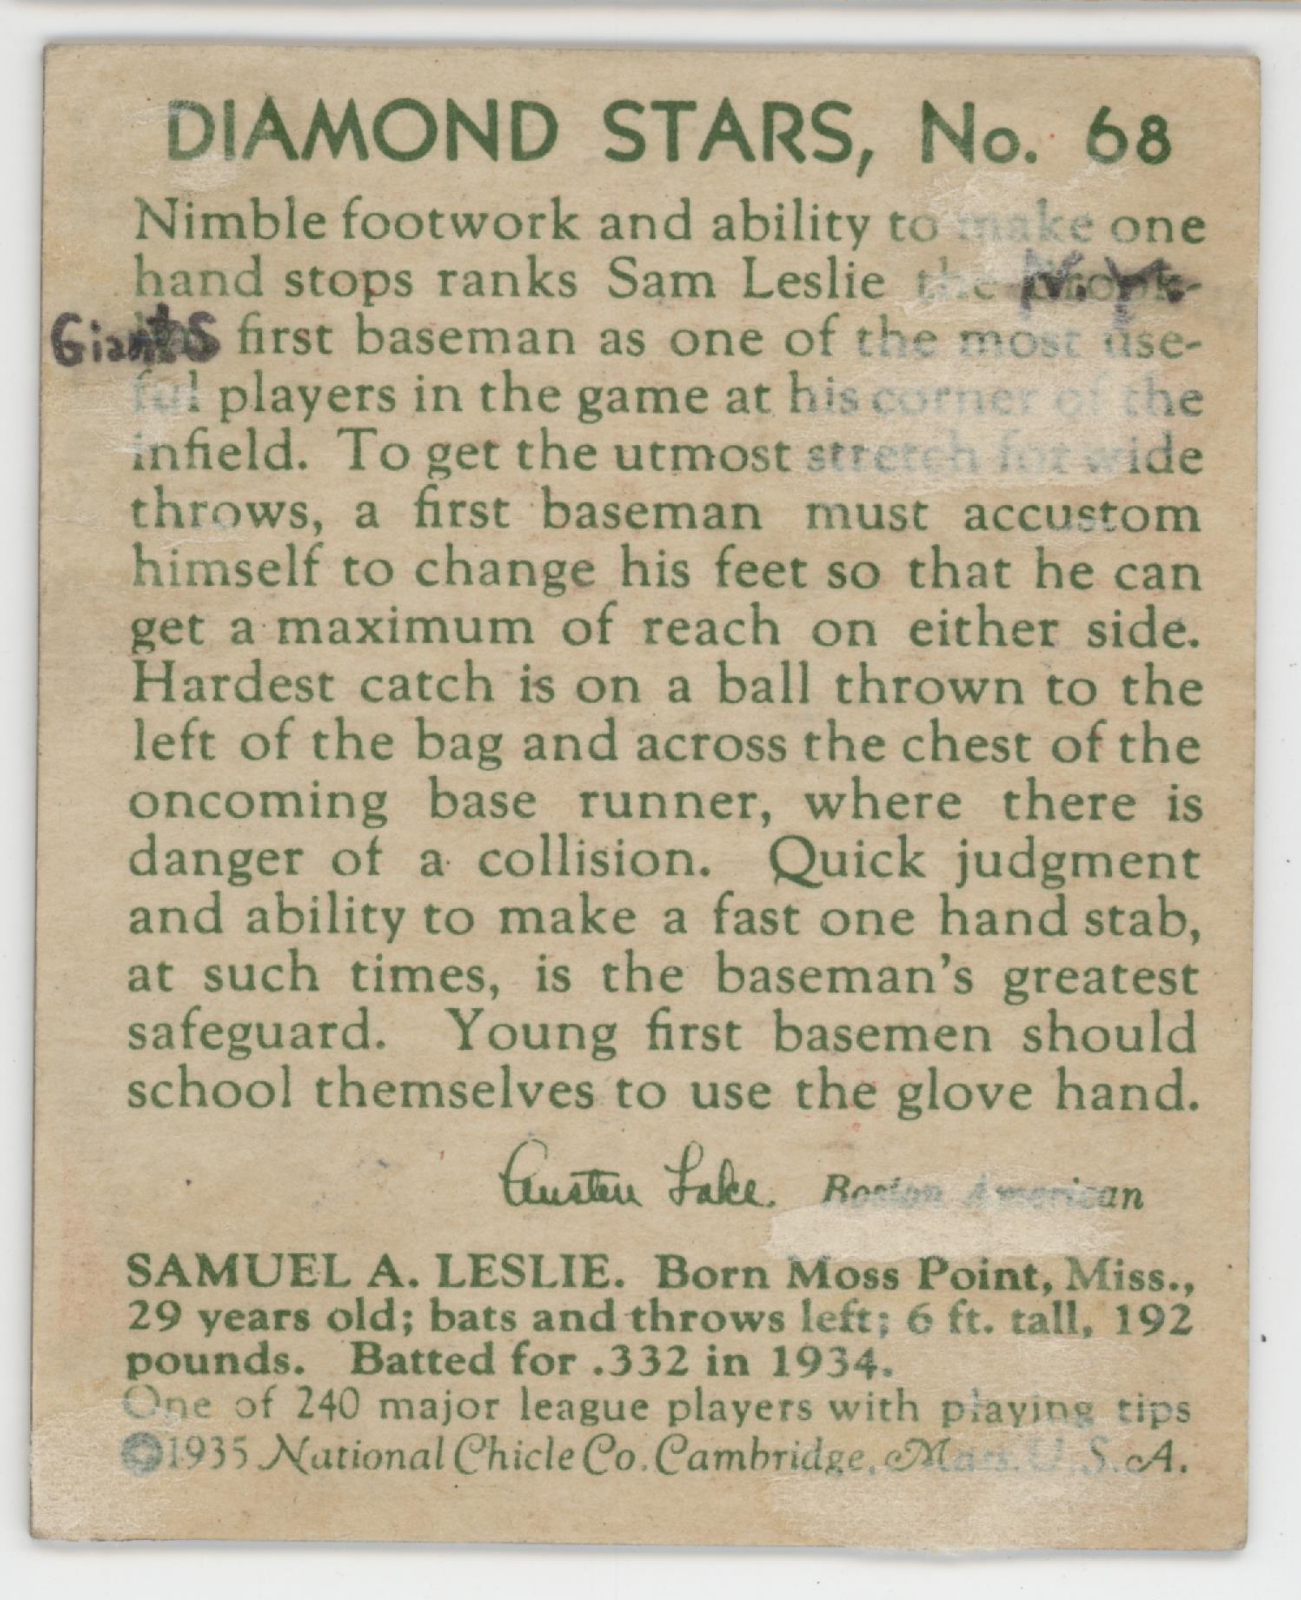 DIAMOND STARS, No. 68
Nimble footwork and ability to make one
hand stops ranks Sam Leslie the N.Y.
Giants first baseman as one of the most use-
ful players in the game at his corner of the
infield. To get the utmost stretch for wide
throws, a first baseman must accustom
himself to change his feet so that he can
get a maximum of reach on either side.
Hardest catch is on a ball thrown to the
left of the bag and across the chest of the
oncoming base runner, where there is
danger of a collision. Quick judgment
and ability to make a fast one hand stab,
at such times, is the baseman's greatest
safeguard. Young first basemen should
school themselves to use the glove hand.
Austen Lake. Boston American
SAMUEL A. LESLIE. Born Moss Point, Miss.,
29 years old; bats and throws left; 6 ft. tall, 192
pounds. Batted for .332 in 1934.
One of 240 major league players with playing tips
©1935 National Chicle Co. Cambridge, Mass. U.S.A.